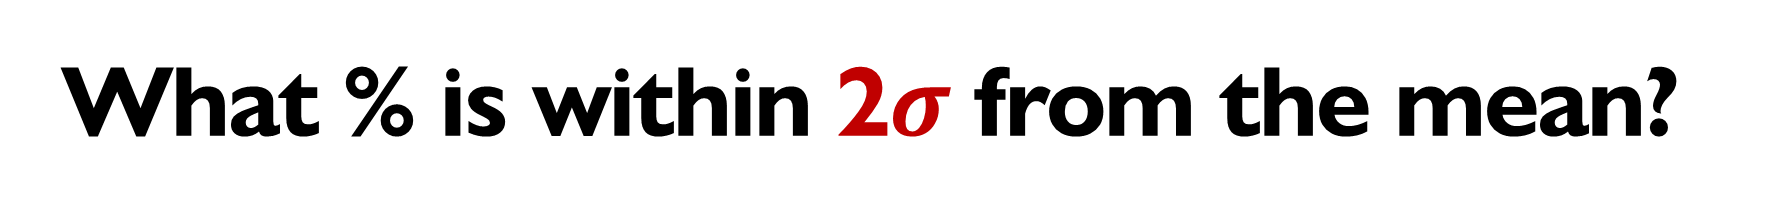 What % is within 2σ from the mean?